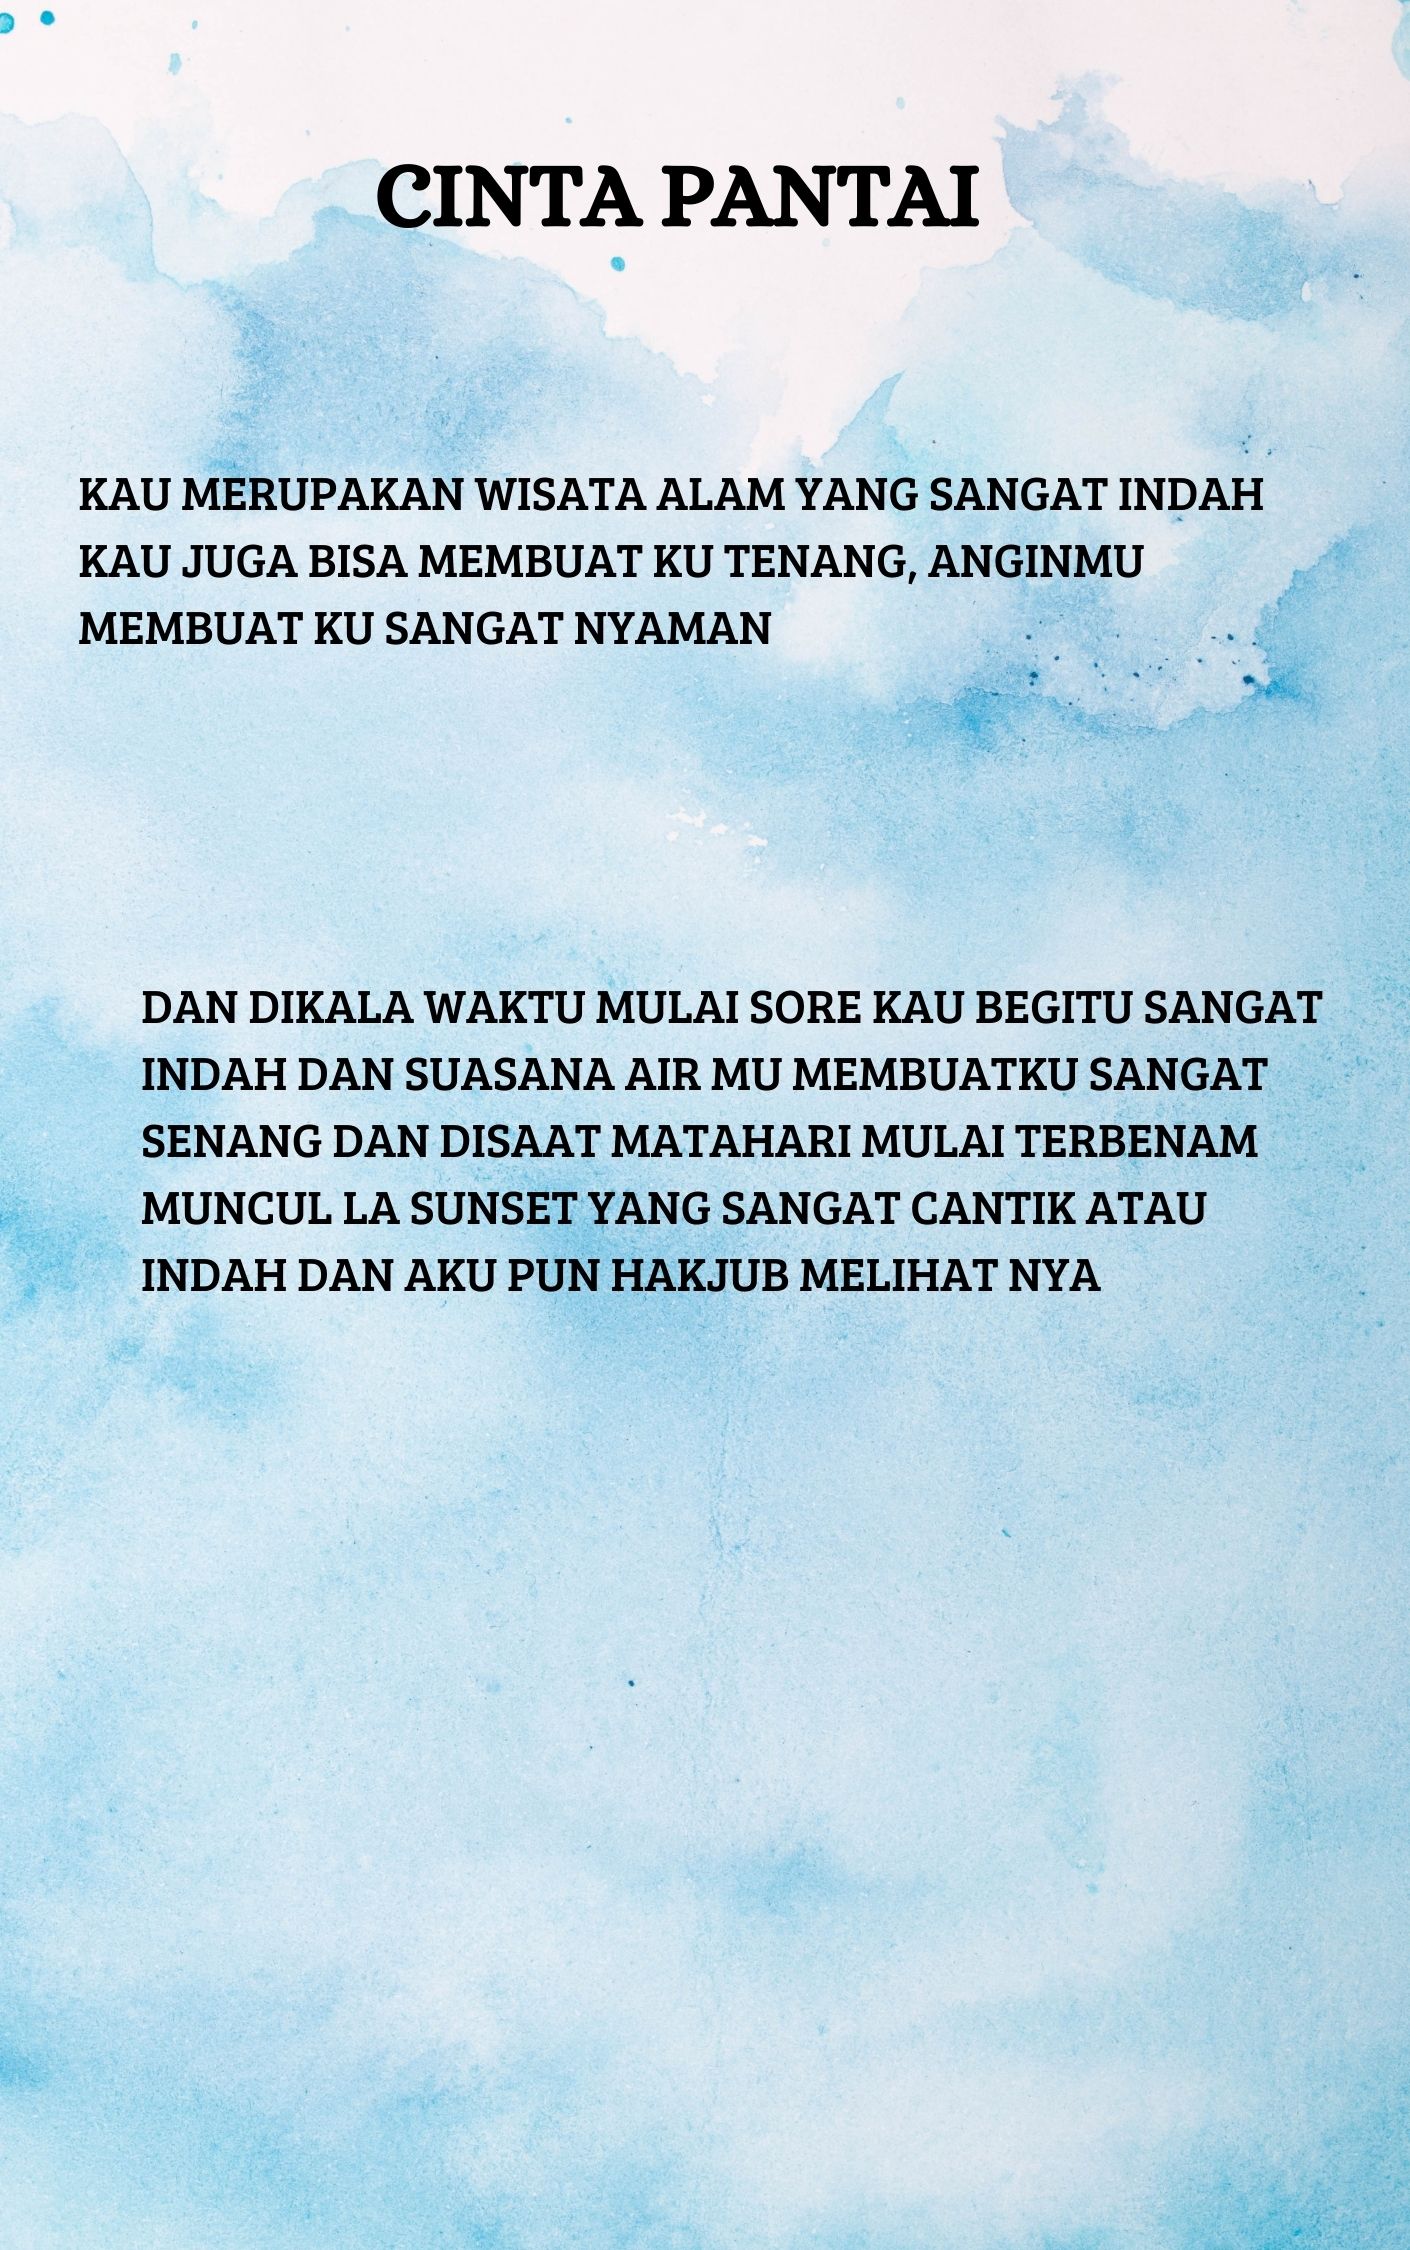 CINTA PANTAI
KAU MERUPAKAN WISATA ALAM YANG SANGAT INDAH
KAU JUGA BISA MEMBUAT KU TENANG, ANGINMU
MEMBUAT KU SANGAT NYAMAN
DAN DIKALA WAKTU MULAI SORE KAU BEGITU SANGAT
INDAH DAN SUASANA AIR MU MEMBUATKU SANGAT
SENANG DAN DISAAT MATAHARI MULAI TERBENAM
MUNCUL LA SUNSET YANG SANGAT CANTIK ATAU
INDAH DAN AKU PUN HAKJUB MELIHAT NYA